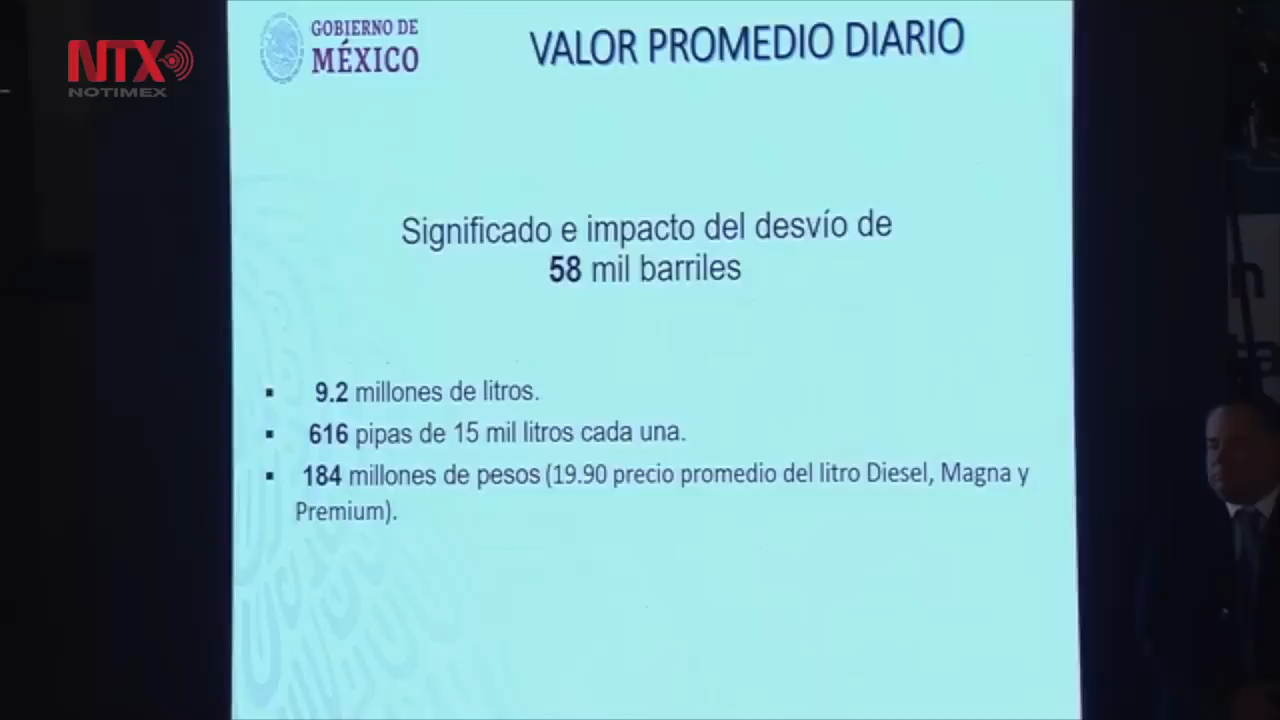 NTX
NOTIMEX
GOBIERNO DE
MÉXICO
VALOR PROMEDIO DIARIO
Significado e impacto del desvío de
58 mil barriles
▪ 9.2 millones de litros.
▪ 616 pipas de 15 mil litros cada una.
▪ 184 millones de pesos (19.90 precio promedio del litro Diesel, Magna y
Premium).